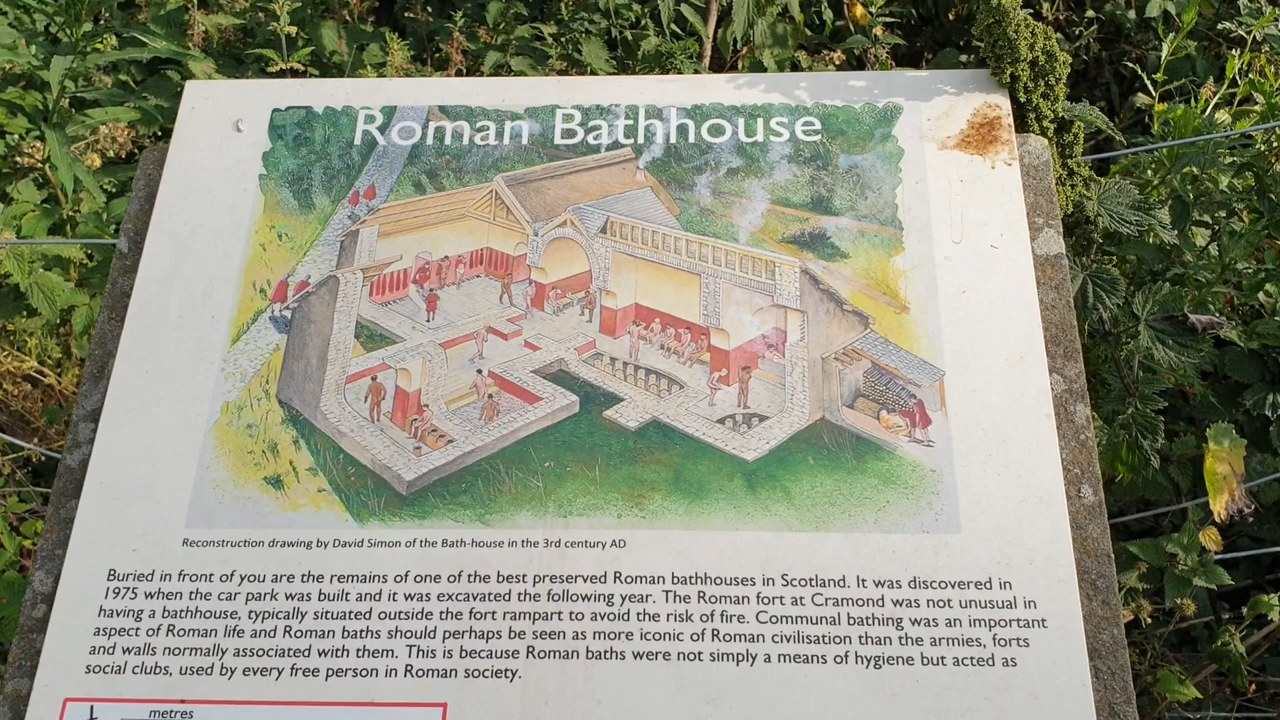 Roman Bathhouse
Reconstruction drawing by David Simon of the Bath-house in the 3rd century AD
Buried in front of you are the remains of one of the best preserved Roman bathhouses in Scotland. It was discovered in
1975 when the car park was built and it was excavated the following year. The Roman fort at Cramond was not unusual in
having a bathhouse, typically situated outside the fort rampart to avoid the risk of fire. Communal bathing was an important
aspect of Roman life and Roman baths should perhaps be seen as more iconic of Roman civilisation than the armies, forts
and walls normally associated with them. This is because Roman baths were not simply a means of hygiene but acted as
social clubs, used by every free person in Roman society.
metres